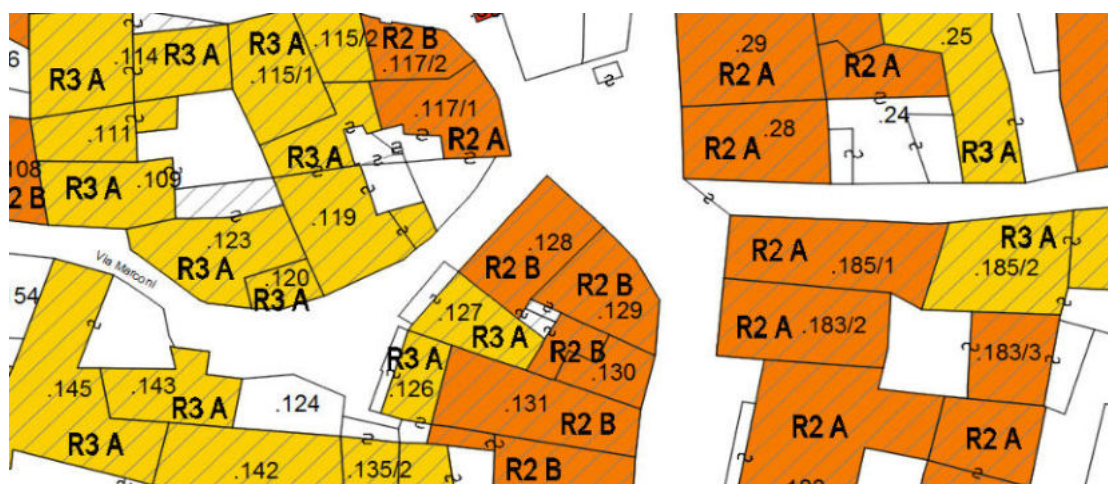 R3 A
.114
R3 A
R3 A
.115/2
.115/1
R2 B
.117/2
.117/1
R2 A
.29
R2 A
R2 A
.25
.24
.28
R2 A
R3 A
.111
R3 A
.109
R3 A
.119
.123
R3 A
.120
R3 A
Via Marconi
54
.128
R2 B
R2 B
.129
.127
R3 A
R2 B
.130
R3 A
.126
.131
R2 B
R2 B
R2 A
.185/1
R3 A
.185/2
R2 A
.183/2
.183/3
R2 A
R2 A
.145
.143
R3 A
R3 A
.124
.142
.135/2